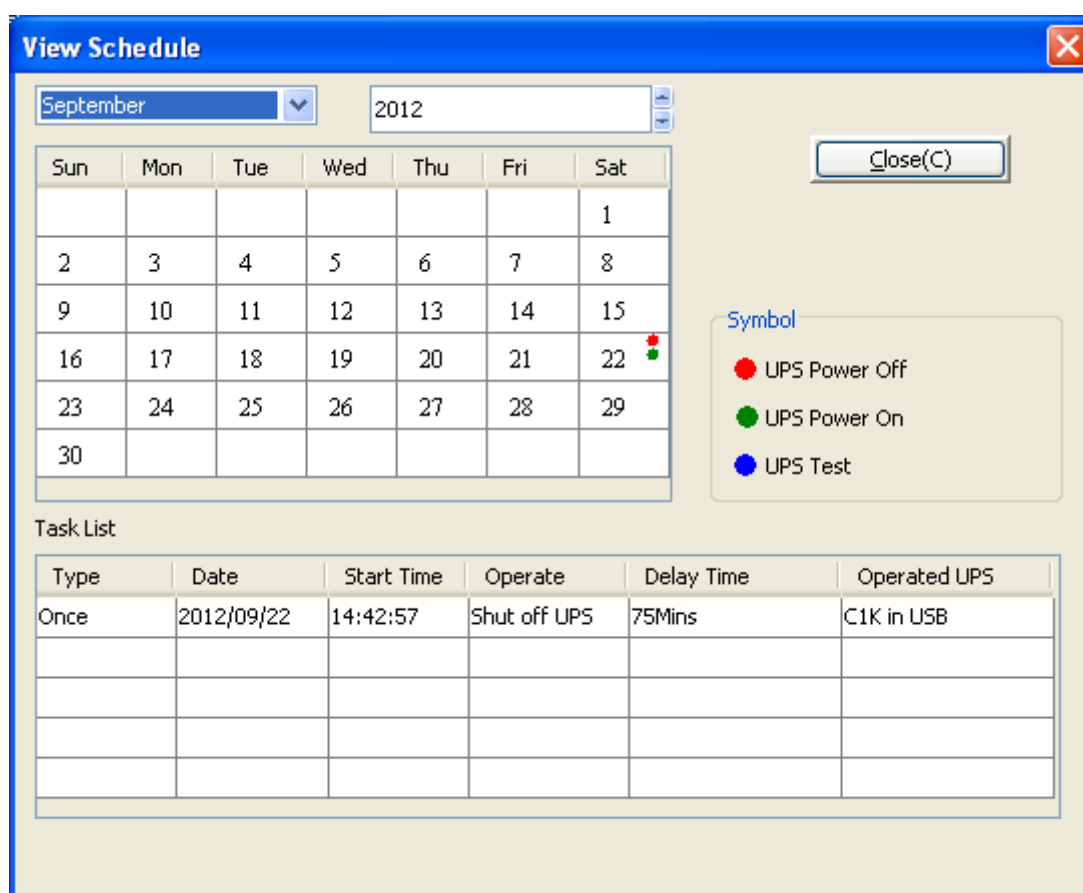 View Schedule
September 2012
Close(C)
Sun Mon Tue Wed Thu Fri Sat
1
2 3 4 5 6 7 8
9 10 11 12 13 14 15
16 17 18 19 20 21 22
23 24 25 26 27 28 29
30
Symbol
UPS Power Off
UPS Power On
UPS Test
Task List
Type Date Start Time Operate Delay Time Operated UPS
Once 2012/09/22 14:42:57 Shut off UPS 75Mins C1K in USB